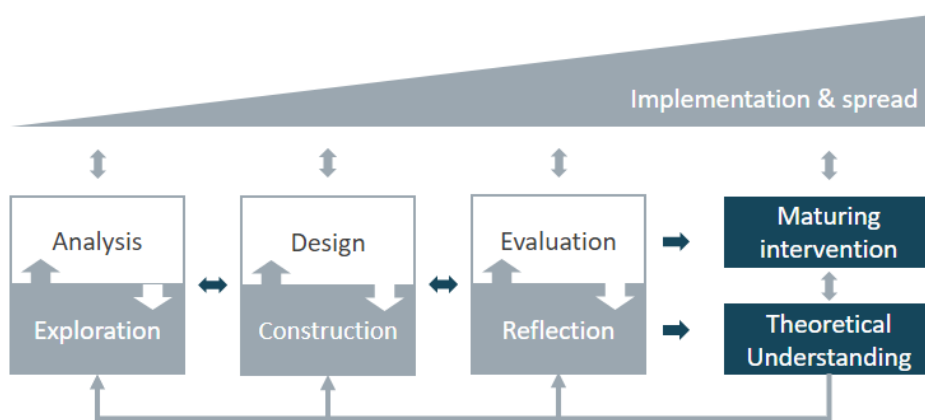 Implementation & spread
Analysis
Exploration
Design
Construction
Evaluation
Reflection
Maturing
intervention
Theoretical
Understanding